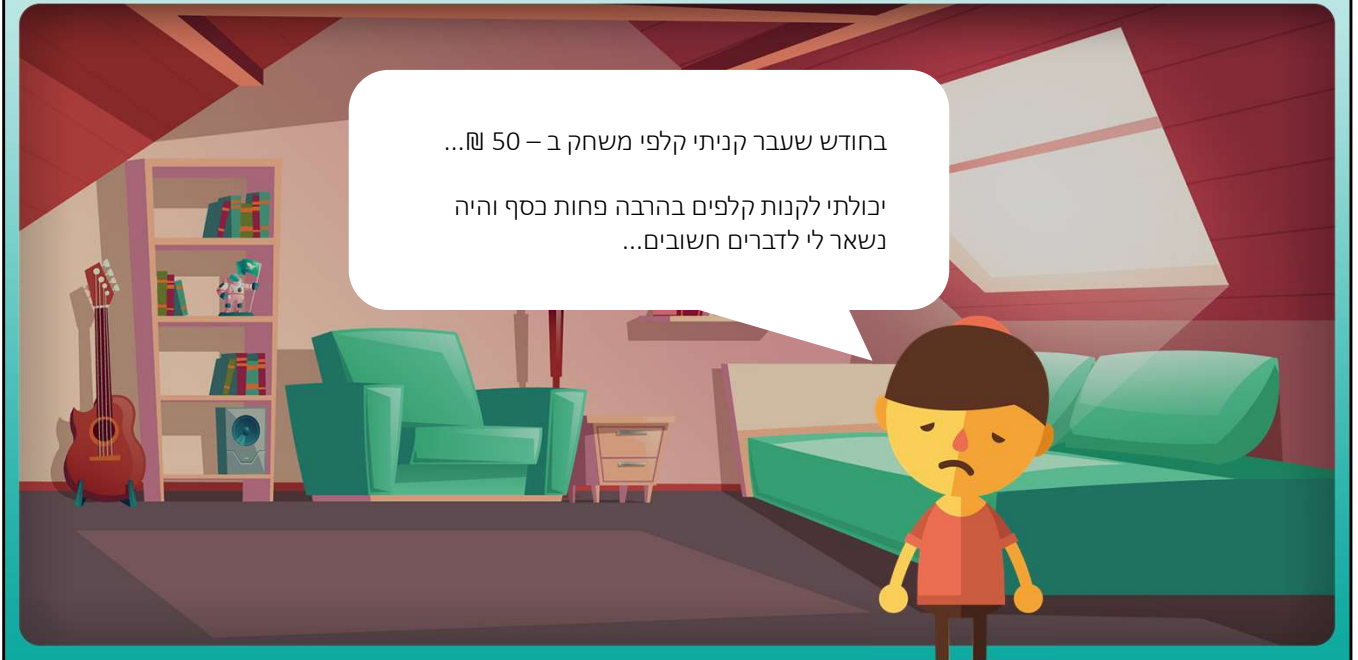 בחודש שעבר קניתי קלפי משחק ב – 50 ₪...
יכולתי לקנות קלפים בהרבה פחות כסף והיה
נשאר לי לדברים חשובים...